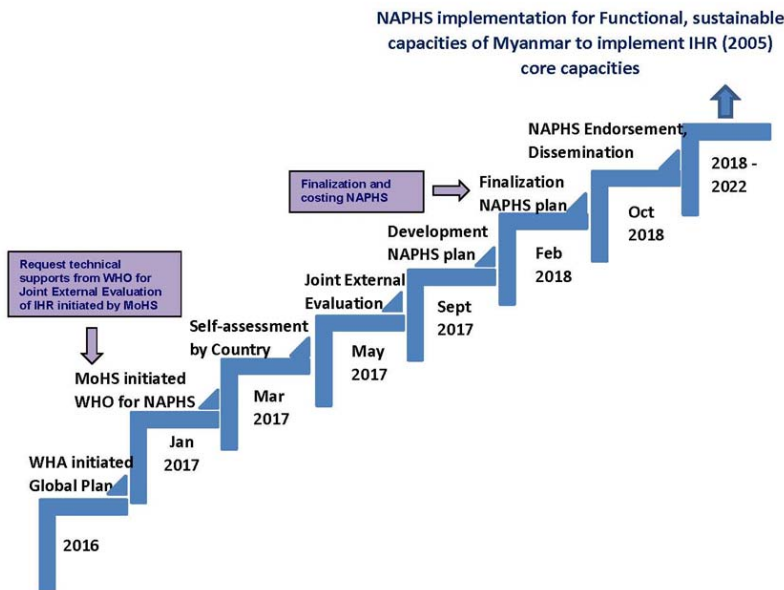 NAPHS implementation for Functional, sustainable
capacities of Myanmar to implement IHR (2005)
core capacities
NAPHS Endorsement,
Dissemination
2018 -
2022
Finalization and
costing NAPHS
Finalization
NAPHS plan
Oct
2018
Development
NAPHS plan
Feb
2018
Request technical
supports from WHO for
Joint External Evaluation
of IHR initiated by MoHS
Joint External
Evaluation
Sept
2017
Self-assessment
by Country
May
2017
MoHS initiated
WHO for NAPHS
Mar
2017
WHA initiated
Global Plan
Jan
2017
2016